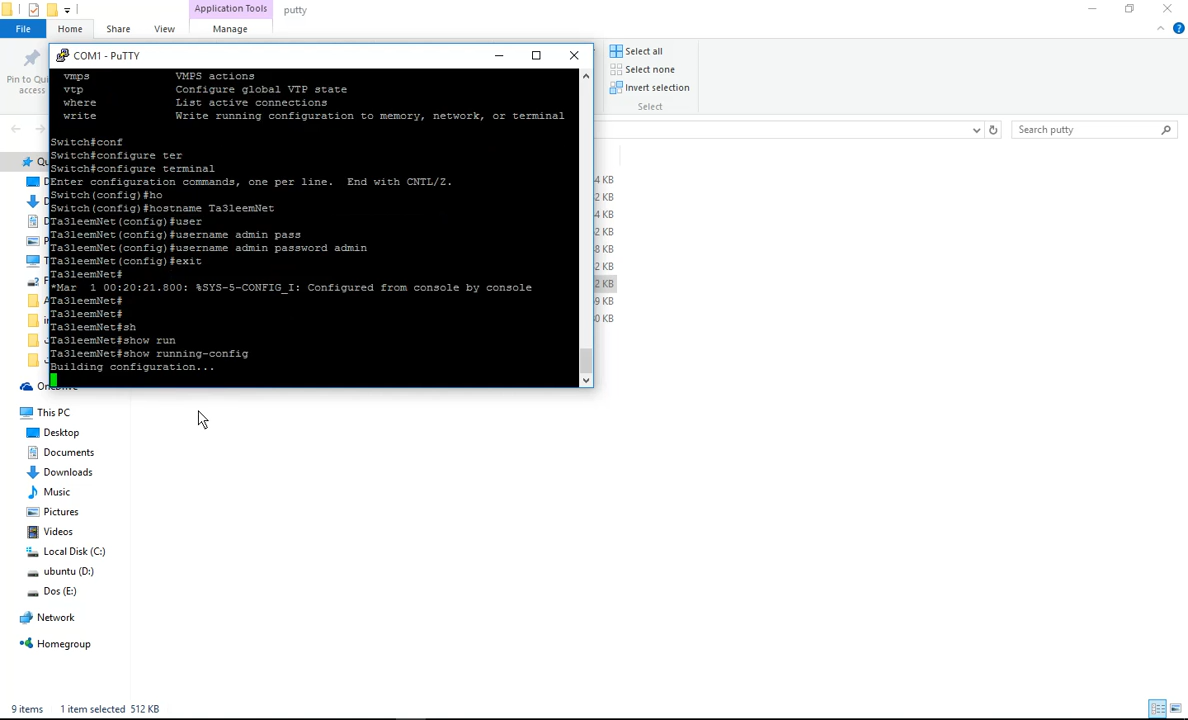 Application Tools
putty
File
Home
Share
View
Manage
Pin to Qui
access
Select all
Select none
Invert selection
Select
COM1 - PuTTY
vmps VMPS actions
vtp Configure global VTP state
where List active connections
write Write running configuration to memory, network, or terminal
Switch#conf
Switch#configure ter
Switch#configure terminal
Enter configuration commands, one per line. End with CNTL/Z.
Switch(config)#ho
Switch(config)#hostname Ta3leemNet
Ta3leemNet(config)#user
Ta3leemNet(config)#username admin pass
Ta3leemNet(config)#username admin password admin
Ta3leemNet(config)#exit
Ta3leemNet#
*Mar 1 00:20:21.800: %SYS-5-CONFIG_I: Configured from console by console
Ta3leemNet#
Ta3leemNet#
Ta3leemNet#sh
Ta3leemNet#show run
Ta3leemNet#show running-config
Building configuration...
Search putty
4 KB
2 KB
4 KB
2 KB
8 KB
2 KB
2 KB
9 KB
0 KB
OneDrive
This PC
Desktop
Documents
Downloads
Music
Pictures
Videos
Local Disk (C:)
ubuntu (D:)
Dos (E:)
Network
Homegroup
9 items 1 item selected 512 KB